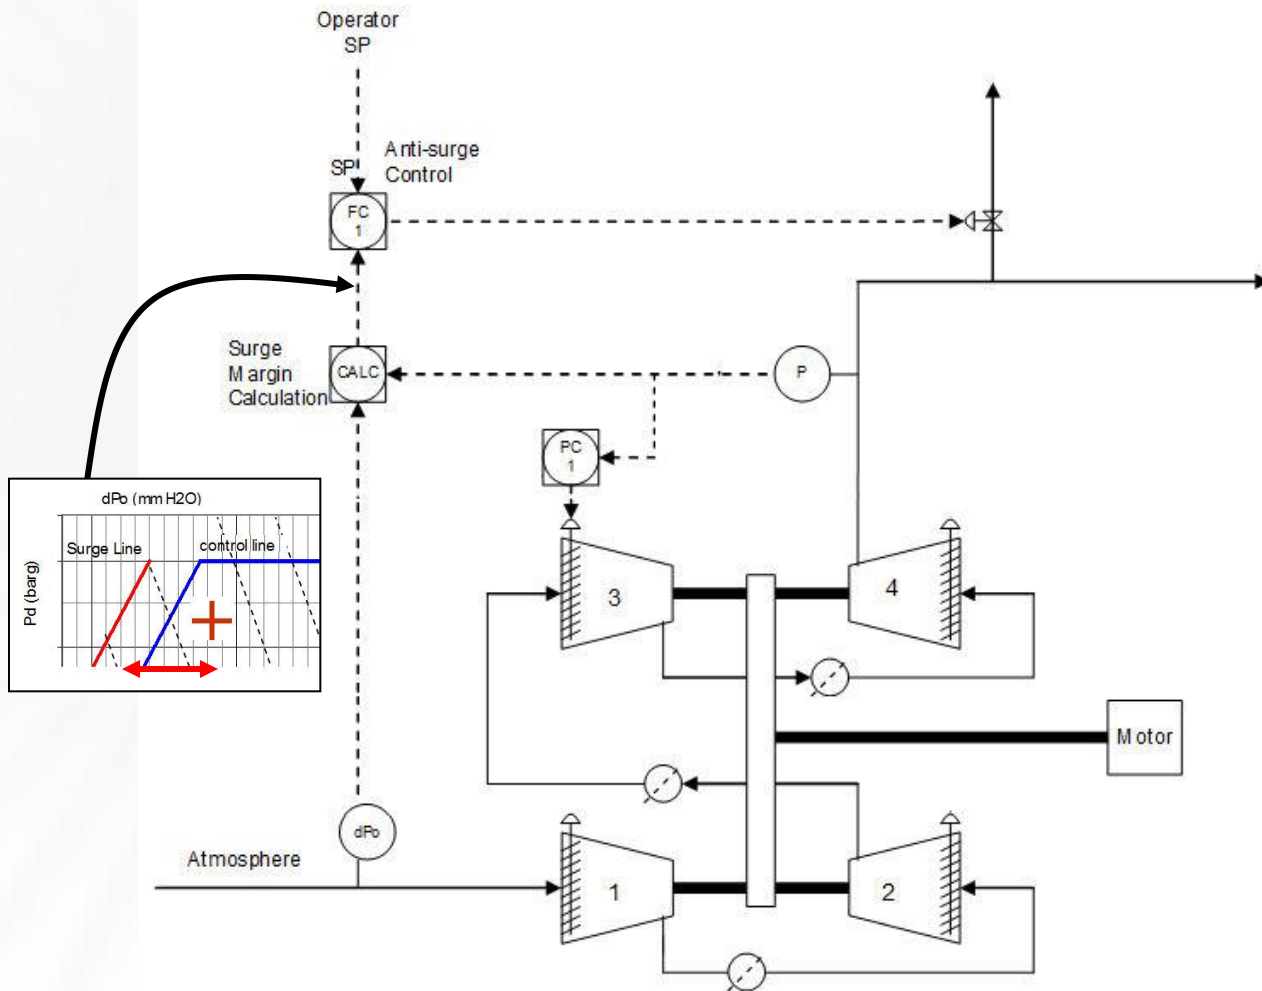 Operator
SP
SP
Anti-surge
Control
FC
1
Surge
Margin
Calculation
CALC
P
PC
1
dPo (mm H2O)
Surge Line
control line
Pd (barg)
3
4
Motor
dPo
Atmosphere
1
2